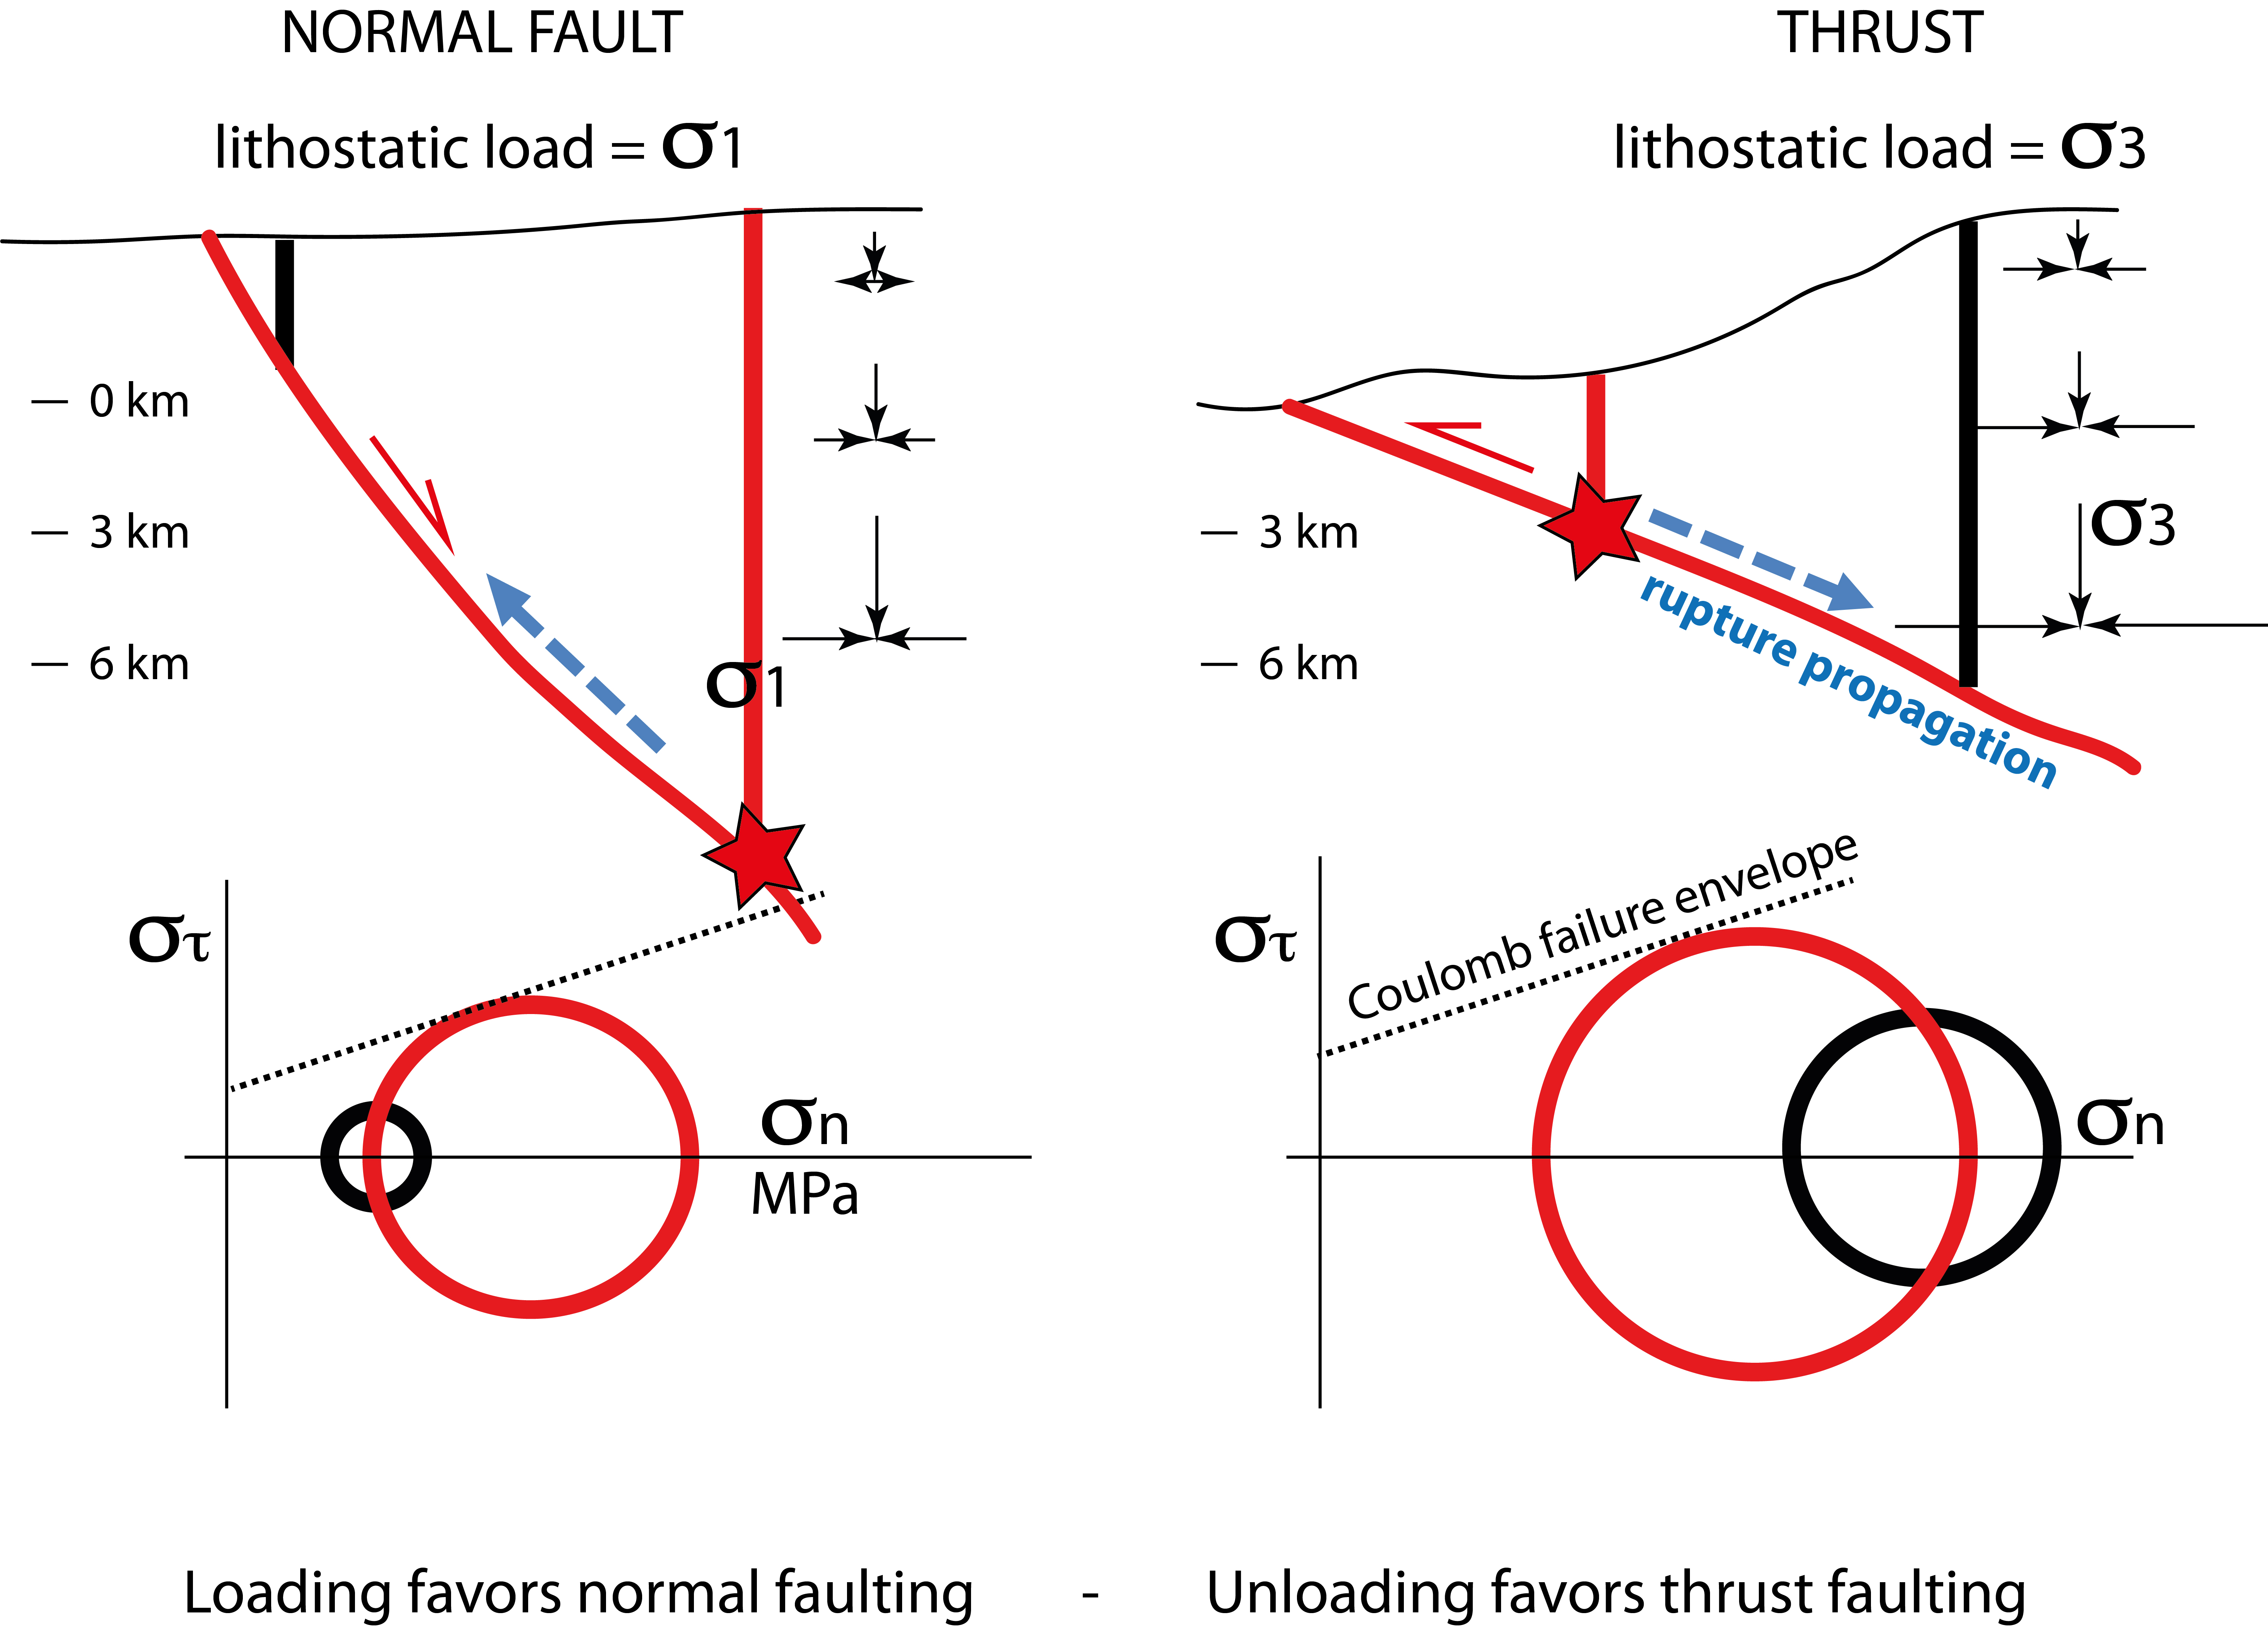 NORMAL FAULT
lithostatic load = σ1
0 km
3 km
6 km
σ1
στ
σn
MPa
THRUST
lithostatic load = σ3
3 km
6 km
σ3
rupture propagation
Coulomb failure envelope
στ
σn
Loading favors normal faulting - Unloading favors thrust faulting